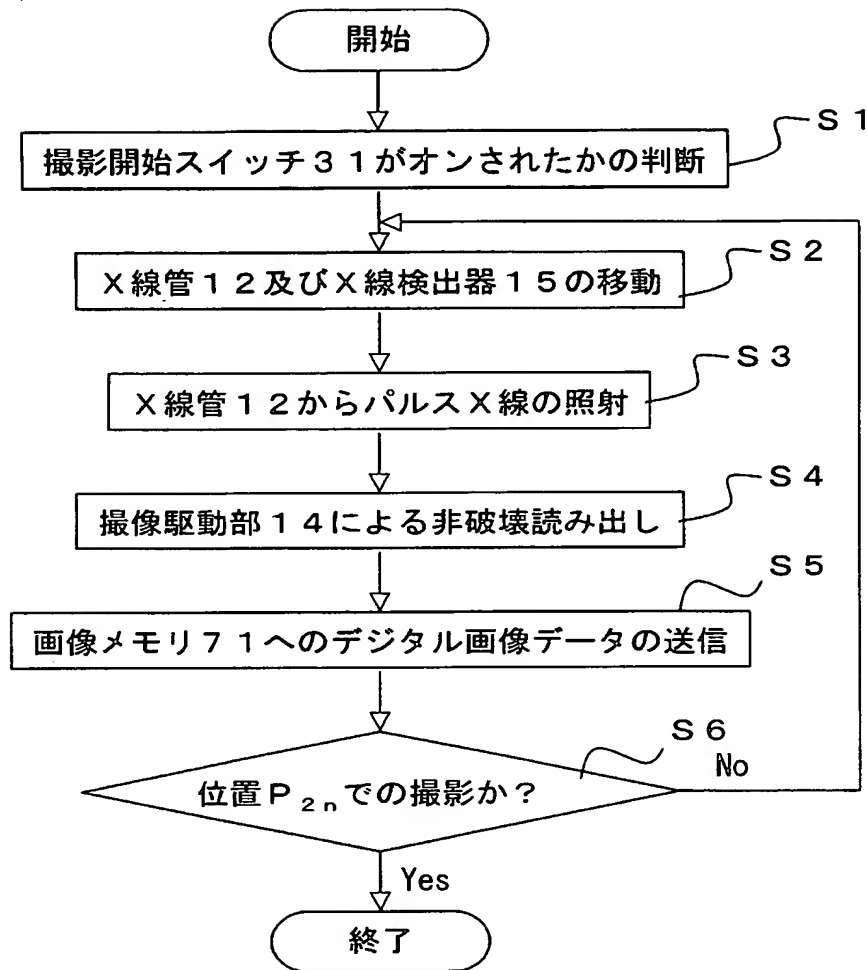 開始
S1
撮影開始スイッチ31がオンされたかの判断
S2
X線管12及びX線検出器15の移動
S3
X線管12からパルスX線の照射
S4
撮像駆動部14による非破壊読み出し
S5
画像メモリ71へのデジタル画像データの送信
S6
位置P2nでの撮影か?
No
Yes
終了